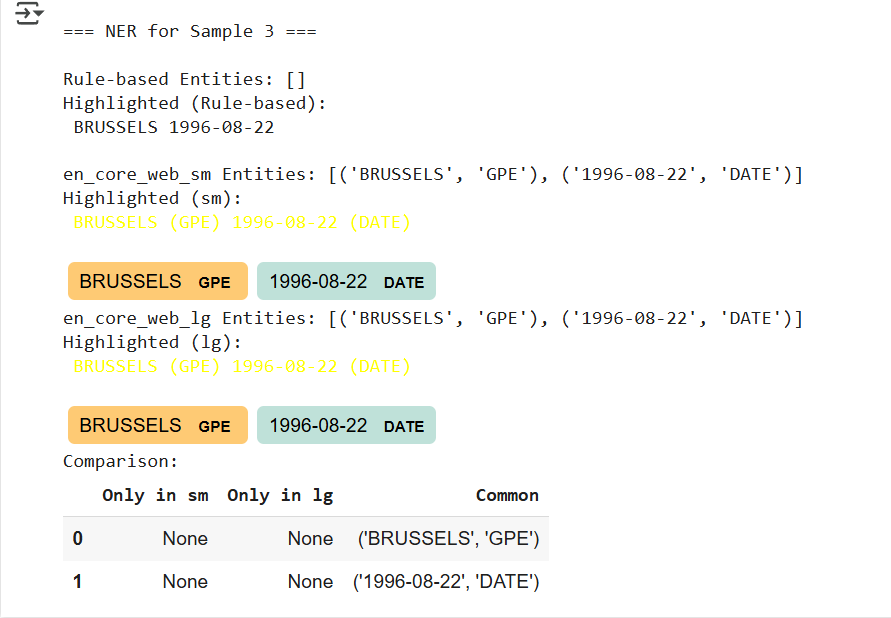 === NER for Sample 3 ===
Rule-based Entities: []
Highlighted (Rule-based):
BRUSSELS 1996-08-22
en_core_web_sm Entities: [('BRUSSELS', 'GPE'), ('1996-08-22', 'DATE')]
Highlighted (sm):
BRUSSELS (GPE) 1996-08-22 (DATE)
BRUSSELS GPE 1996-08-22 DATE
en_core_web_lg Entities: [('BRUSSELS', 'GPE'), ('1996-08-22', 'DATE')]
Highlighted (lg):
BRUSSELS (GPE) 1996-08-22 (DATE)
BRUSSELS GPE 1996-08-22 DATE
Comparison:
Only in sm Only in lg Common
0 None None ('BRUSSELS', 'GPE')
1 None None ('1996-08-22', 'DATE')